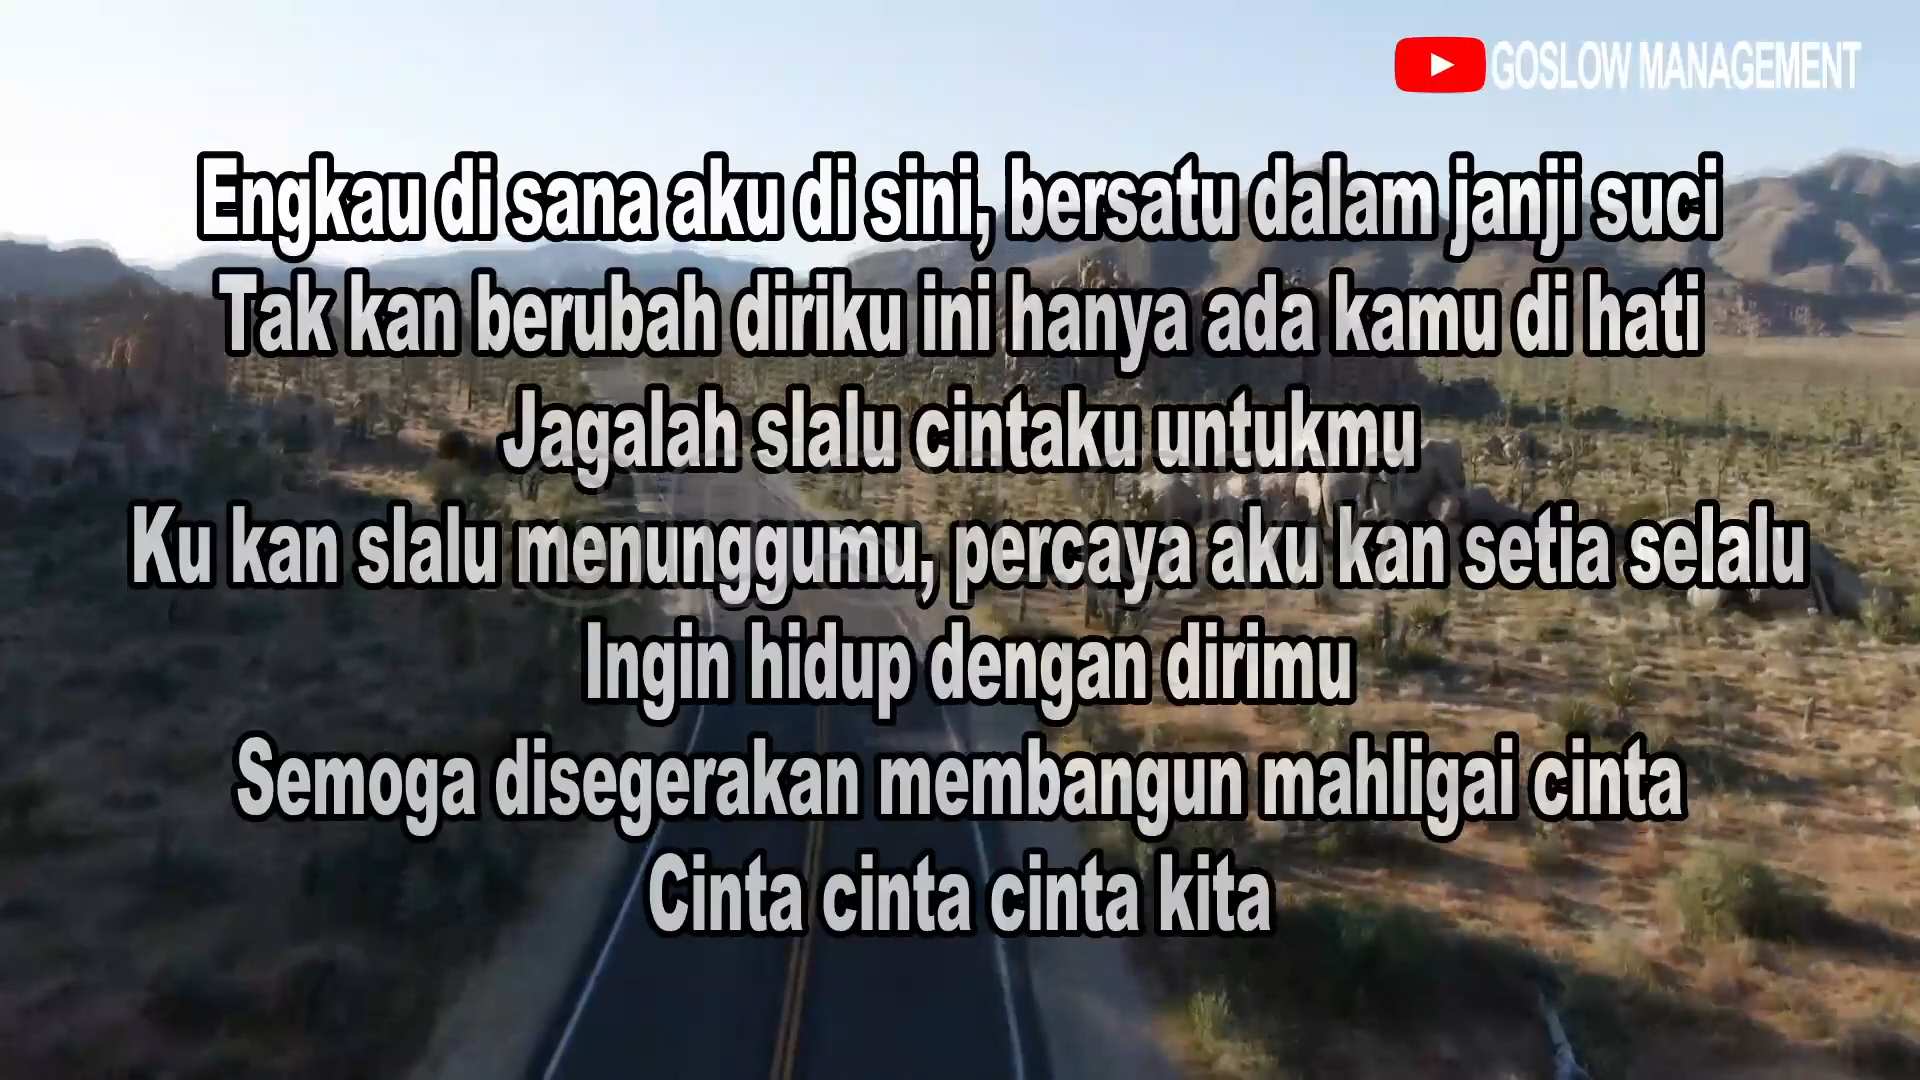 GOSLOW MANAGEMENT
Engkau di sana aku di sini, bersatu dalam janji suci
Tak kan berubah diriku ini hanya ada kamu di hati
Jagalah slalu cintaku untukmu
Ku kan slalu menunggumu, percaya aku kan setia selalu
Ingin hidup dengan dirimu
Semoga disegerakan membangun mahligai cinta
Cinta cinta cinta kita